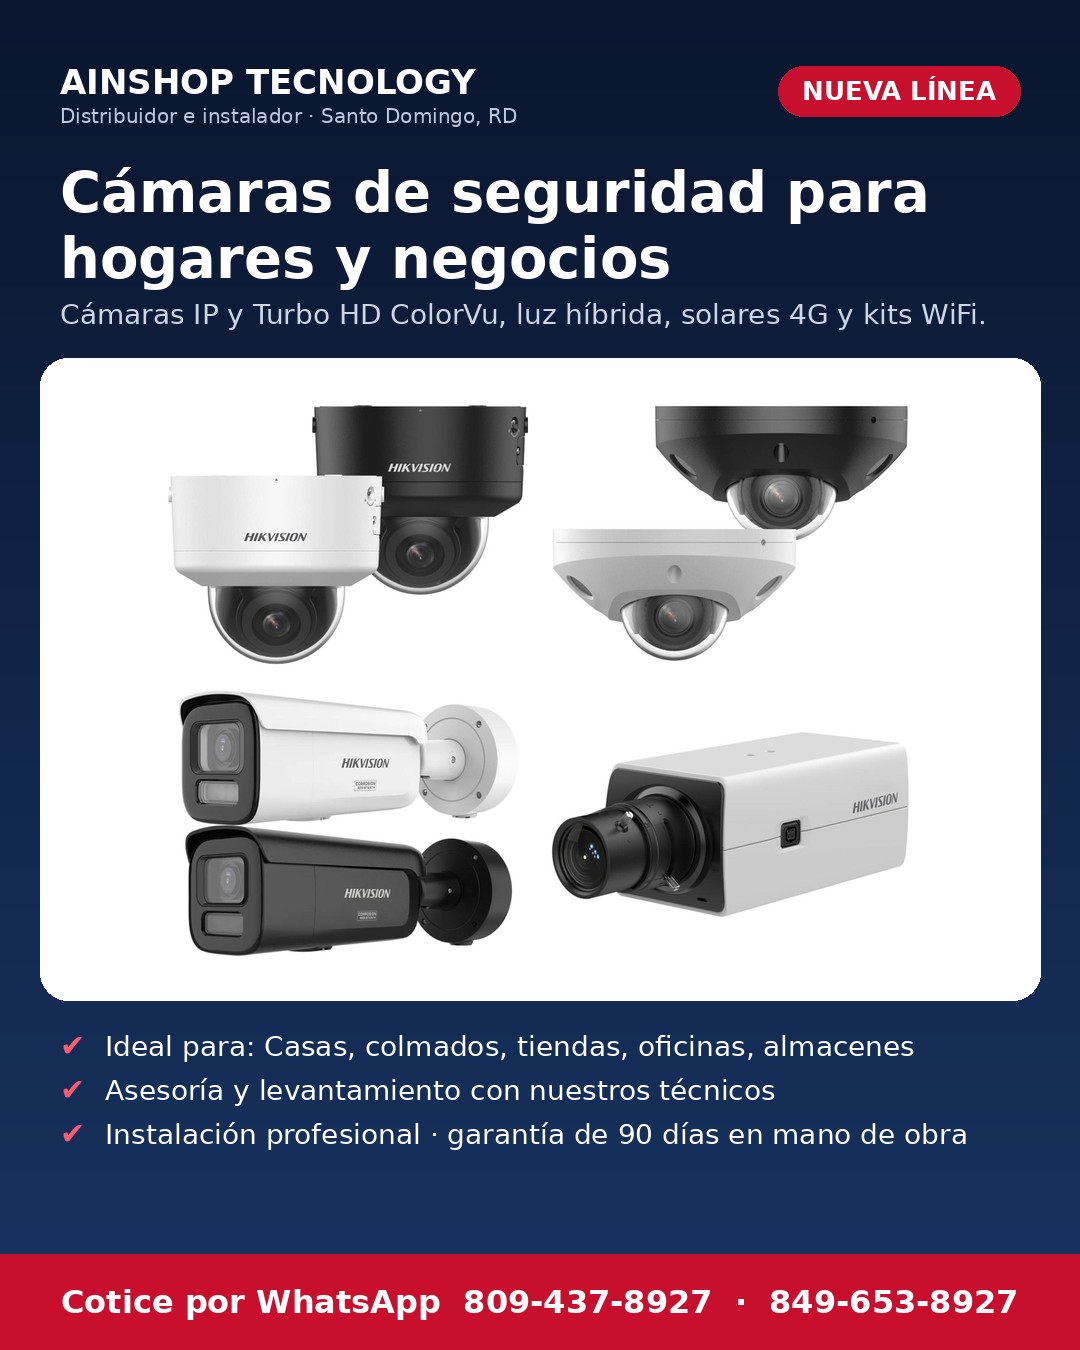 AINSHOP TECNOLOGY
Distribuidor e instalador · Santo Domingo, RD
NUEVA LÍNEA
Cámaras de seguridad para
hogares y negocios
Cámaras IP y Turbo HD ColorVu, luz híbrida, solares 4G y kits WiFi.
HIKVISION
HIKVISION
HIKVISION
HIKVISION
HIKVISION
✔ Ideal para: Casas, colmados, tiendas, oficinas, almacenes
✔ Asesoría y levantamiento con nuestros técnicos
✔ Instalación profesional · garantía de 90 días en mano de obra
Cotice por WhatsApp 809-437-8927 · 849-653-8927